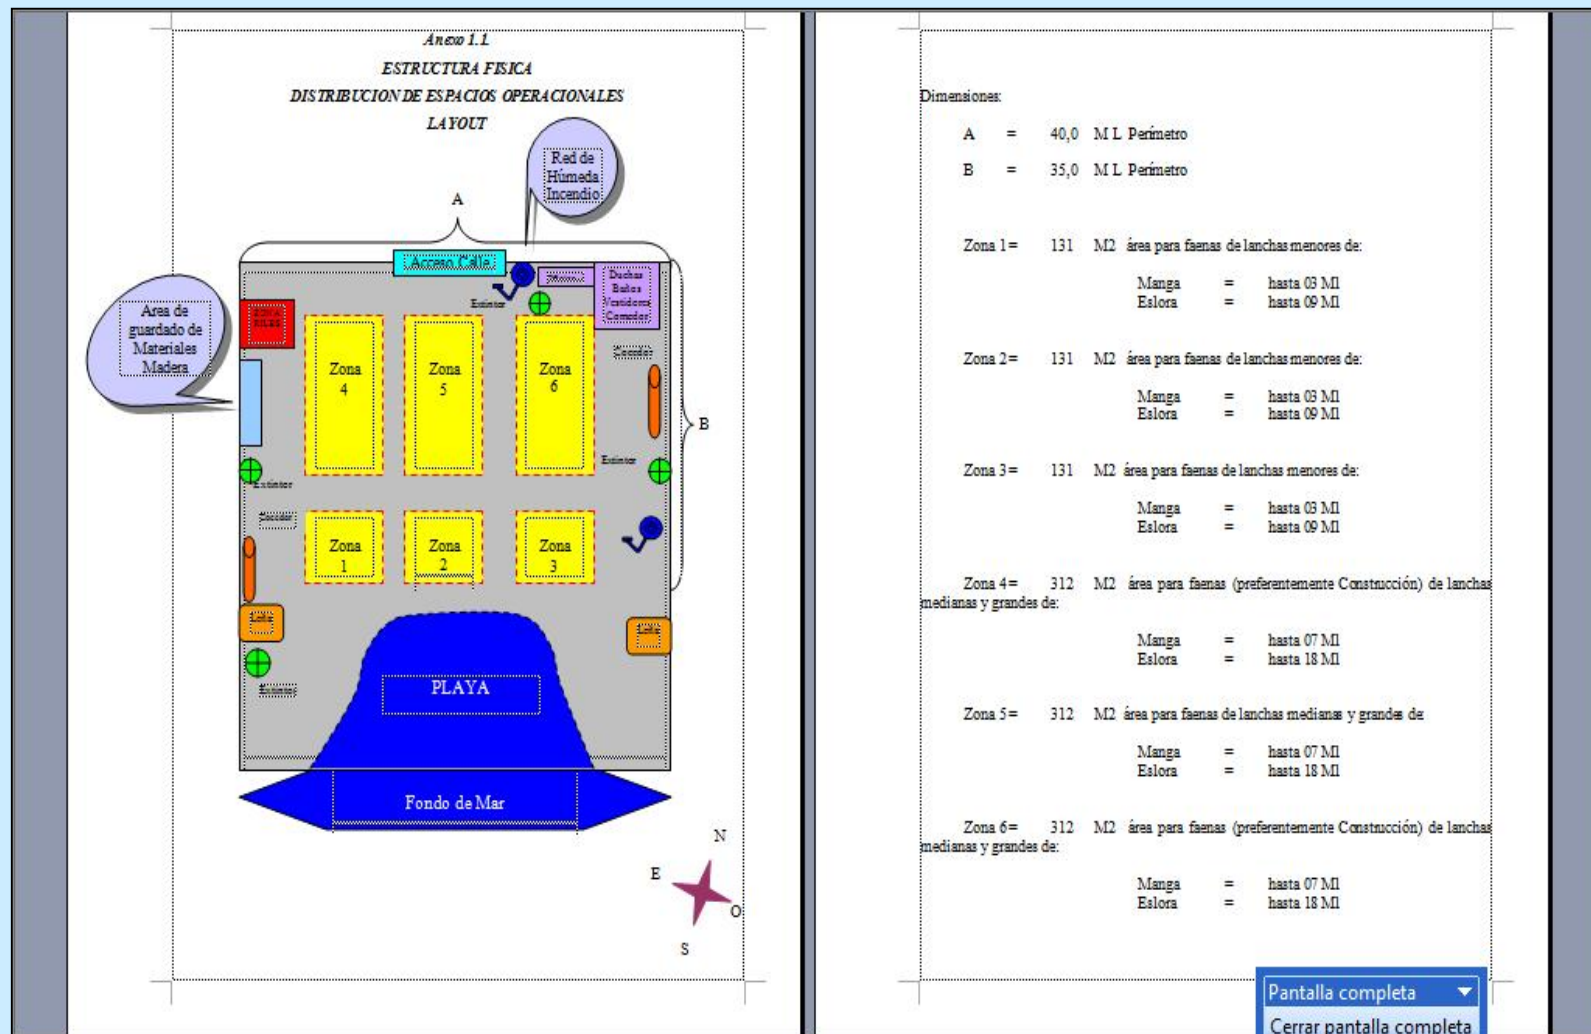 Anexo 1.1.
ESTRUCTURA FISICA
DISTRIBUCION DE ESPACIOS OPERACIONALES
LAYOUT
Red de
Húmeda
Incendio
A
Acceso Calle
Duchas
Baños
Vestidores
Comedor
Extintor
Area de
guardado de
Materiales
Madera
Zona
4
Zona
5
Zona
6
Cocedor
B
Extintor
Extintor
Cocedor
Zona
1
Zona
2
Zona
3
Leña
Leña
Extintor
PLAYA
Fondo de Mar
N
E
O
S
Dimensiones:
A = 40,0 M L Perímetro
B = 35,0 M L Perímetro
Zona 1= 131 M2 área para faenas de lanchas menores de:
Manga = hasta 03 Ml
Eslora = hasta 09 Ml
Zona 2= 131 M2 área para faenas de lanchas menores de:
Manga = hasta 03 Ml
Eslora = hasta 09 Ml
Zona 3= 131 M2 área para faenas de lanchas menores de:
Manga = hasta 03 Ml
Eslora = hasta 09 Ml
Zona 4= 312 M2 área para faenas (preferentemente Construcción) de lanchas
medianas y grandes de:
Manga = hasta 07 Ml
Eslora = hasta 18 Ml
Zona 5= 312 M2 área para faenas de lanchas medianas y grandes de:
Manga = hasta 07 Ml
Eslora = hasta 18 Ml
Zona 6= 312 M2 área para faenas (preferentemente Construcción) de lanchas
medianas y grandes de:
Manga = hasta 07 Ml
Eslora = hasta 18 Ml
Pantalla completa
Cerrar pantalla completa